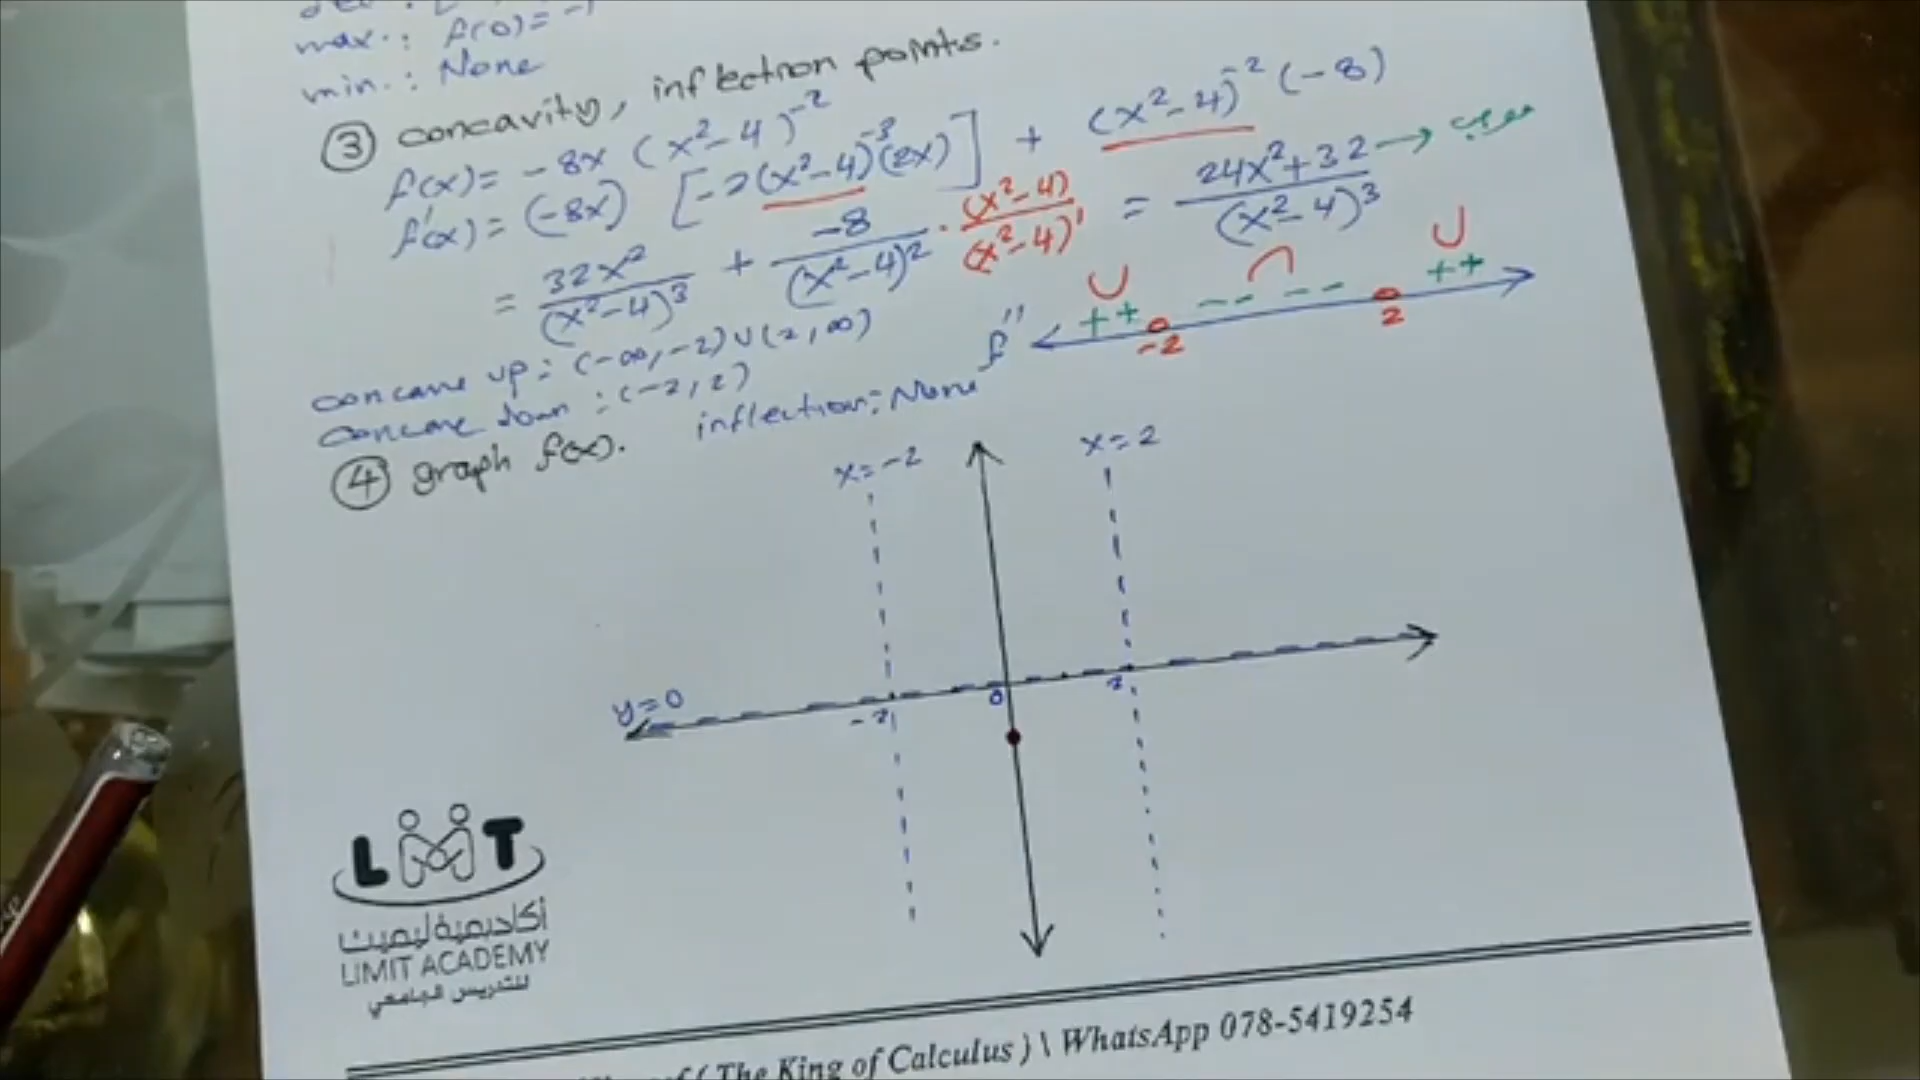 max.: f(0) = -1
min.: None
③ concavity, inflection points.
f(x) = -8x (x²-4)⁻²
f'(x) = (-8x) [-2(x²-4)⁻³(2x)] + (x²-4)⁻² (-8)
= 32x²/(x²-4)³ + -8/(x²-4)² · (x²-4)/(x²-4)' = 24x²+32/(x²-4)³ →
∪ ∩ ∪
++ -- -- ++
f'' -2 2
concave up: (-∞,-2)∪(2,∞)
concave down: (-2,2)
inflection: None
④ graph f(x).
x=-2 x=2
y=0 -2 0 2
LIMIT
أكاديمية ليميت
LIMIT ACADEMY
للتدريس الجامعي
( The King of Calculus ) \ WhatsApp 078-5419254